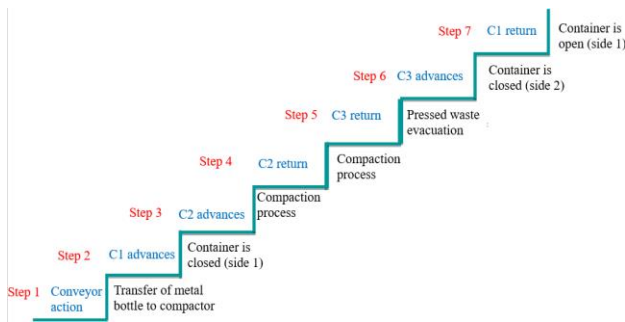 Step 7 C1 return
Container is
open (side 1)
Step 6 C3 advances
Container is
closed (side 2)
Step 5 C3 return
Pressed waste
evacuation
Step 4 C2 return
Compaction
process
Step 3 C2 advances
Compaction
process
Step 2 C1 advances
Container is
closed (side 1)
Step 1 Conveyor
action
Transfer of metal
bottle to compactor